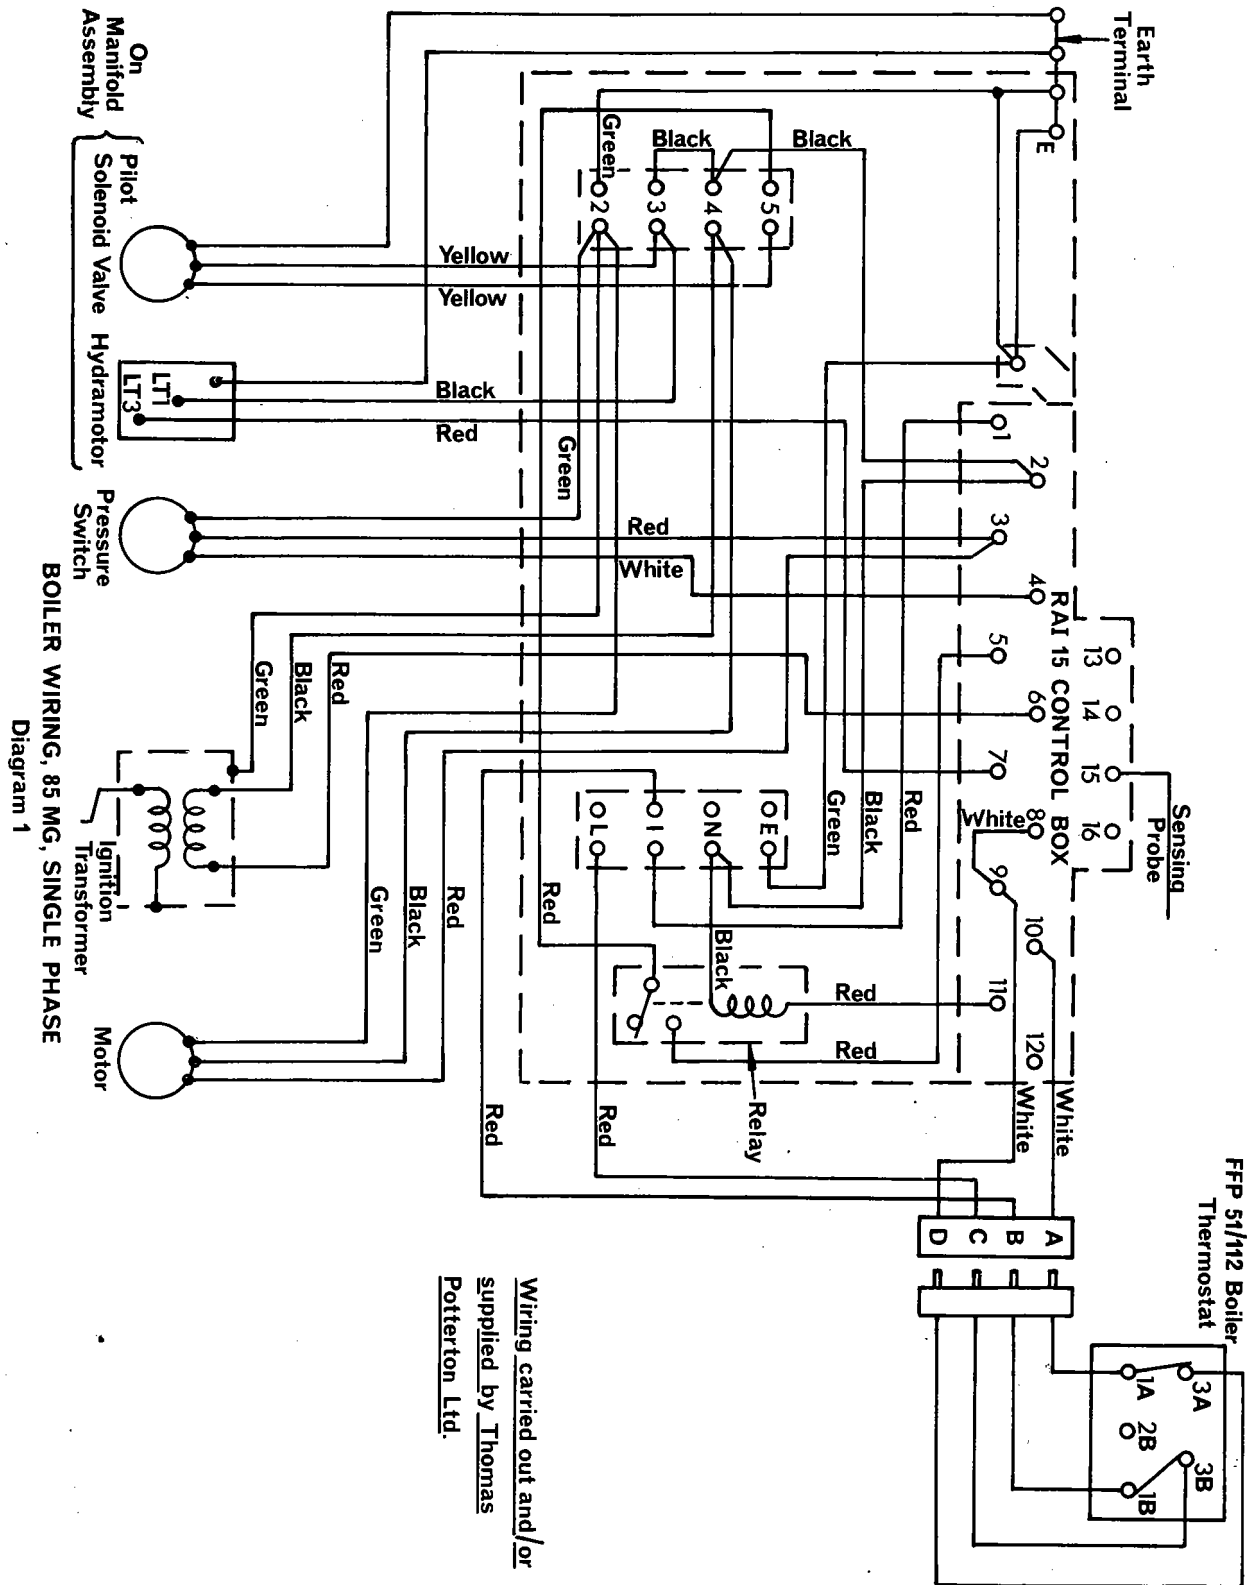 Earth
Terminal
On
Manifold
Assembly
Pilot
Solenoid Valve
Hydramotor
LT1
LT3
Pressure
Switch
Ignition
Transformer
Motor
E
Green
Black
Black
2
3
4
5
Yellow
Yellow
Black
Red
Green
Red
White
Green
Black
Red
Green
Black
Red
1
2
3
4
5
6
7
8
9
10
11
12
RAI 15 CONTROL BOX
13
14
15
16
Sensing
Probe
White
L
I
N
E
Green
Black
Red
Red
Black
Red
Red
Relay
Red
Red
White
White
FFP 51/112 Boiler
Thermostat
A
B
C
D
1A
3A
2B
3B
1B
Wiring carried out and/or
supplied by Thomas
Potterton Ltd.
BOILER WIRING, 85 MG, SINGLE PHASE
Diagram 1